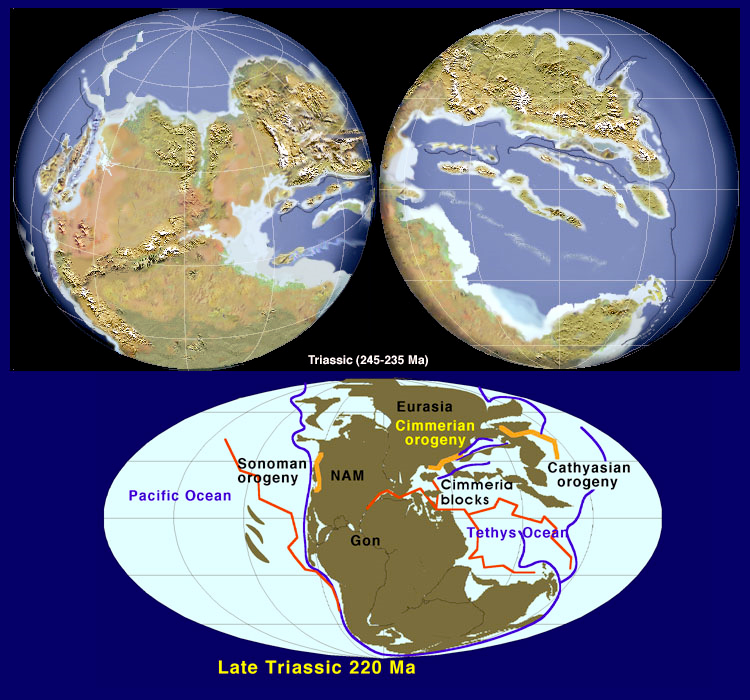 Triassic (245-235 Ma)
Eurasia
Cimmerian
orogeny
Sonoman
orogeny
NAM
Cathyasian
orogeny
Cimmeria
blocks
Pacific Ocean
Tethys Ocean
Gon
Late Triassic 220 Ma